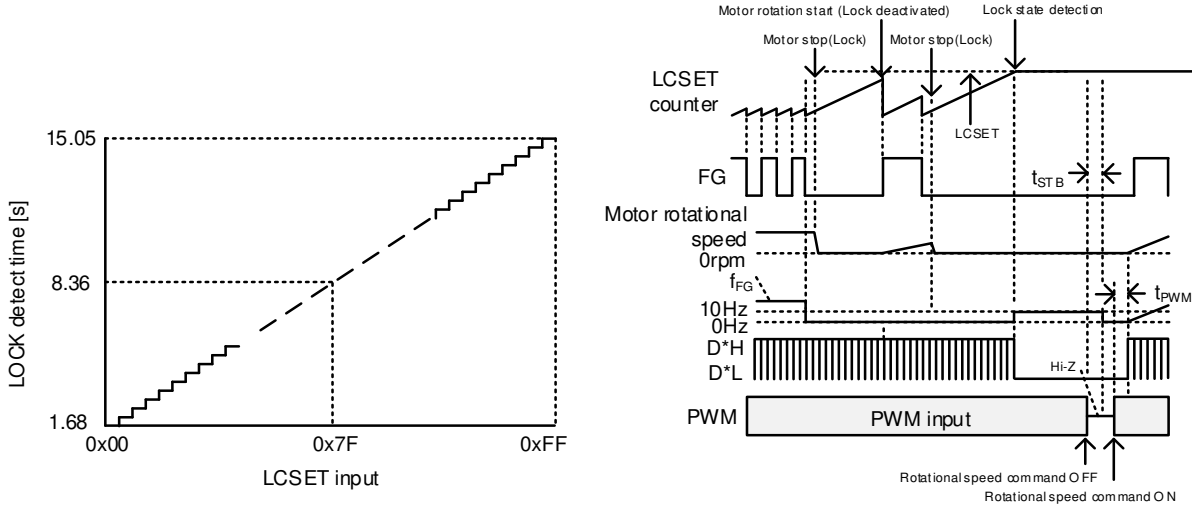 15.05
8.36
1.68
0x00
0x7F
0xFF
LOCK detect time [s]
LCSET input
Motor rotation start (Lock deactivated)
Lock state detection
Motor stop(Lock)
Motor stop(Lock)
LCSET
counter
LCSET
FG
tSTB
Motor rotational
speed
0rpm
fFG
10Hz
0Hz
tPWM
D*H
D*L
Hi-Z
PWM
PWM input
Rotational speed command OFF
Rotational speed command ON